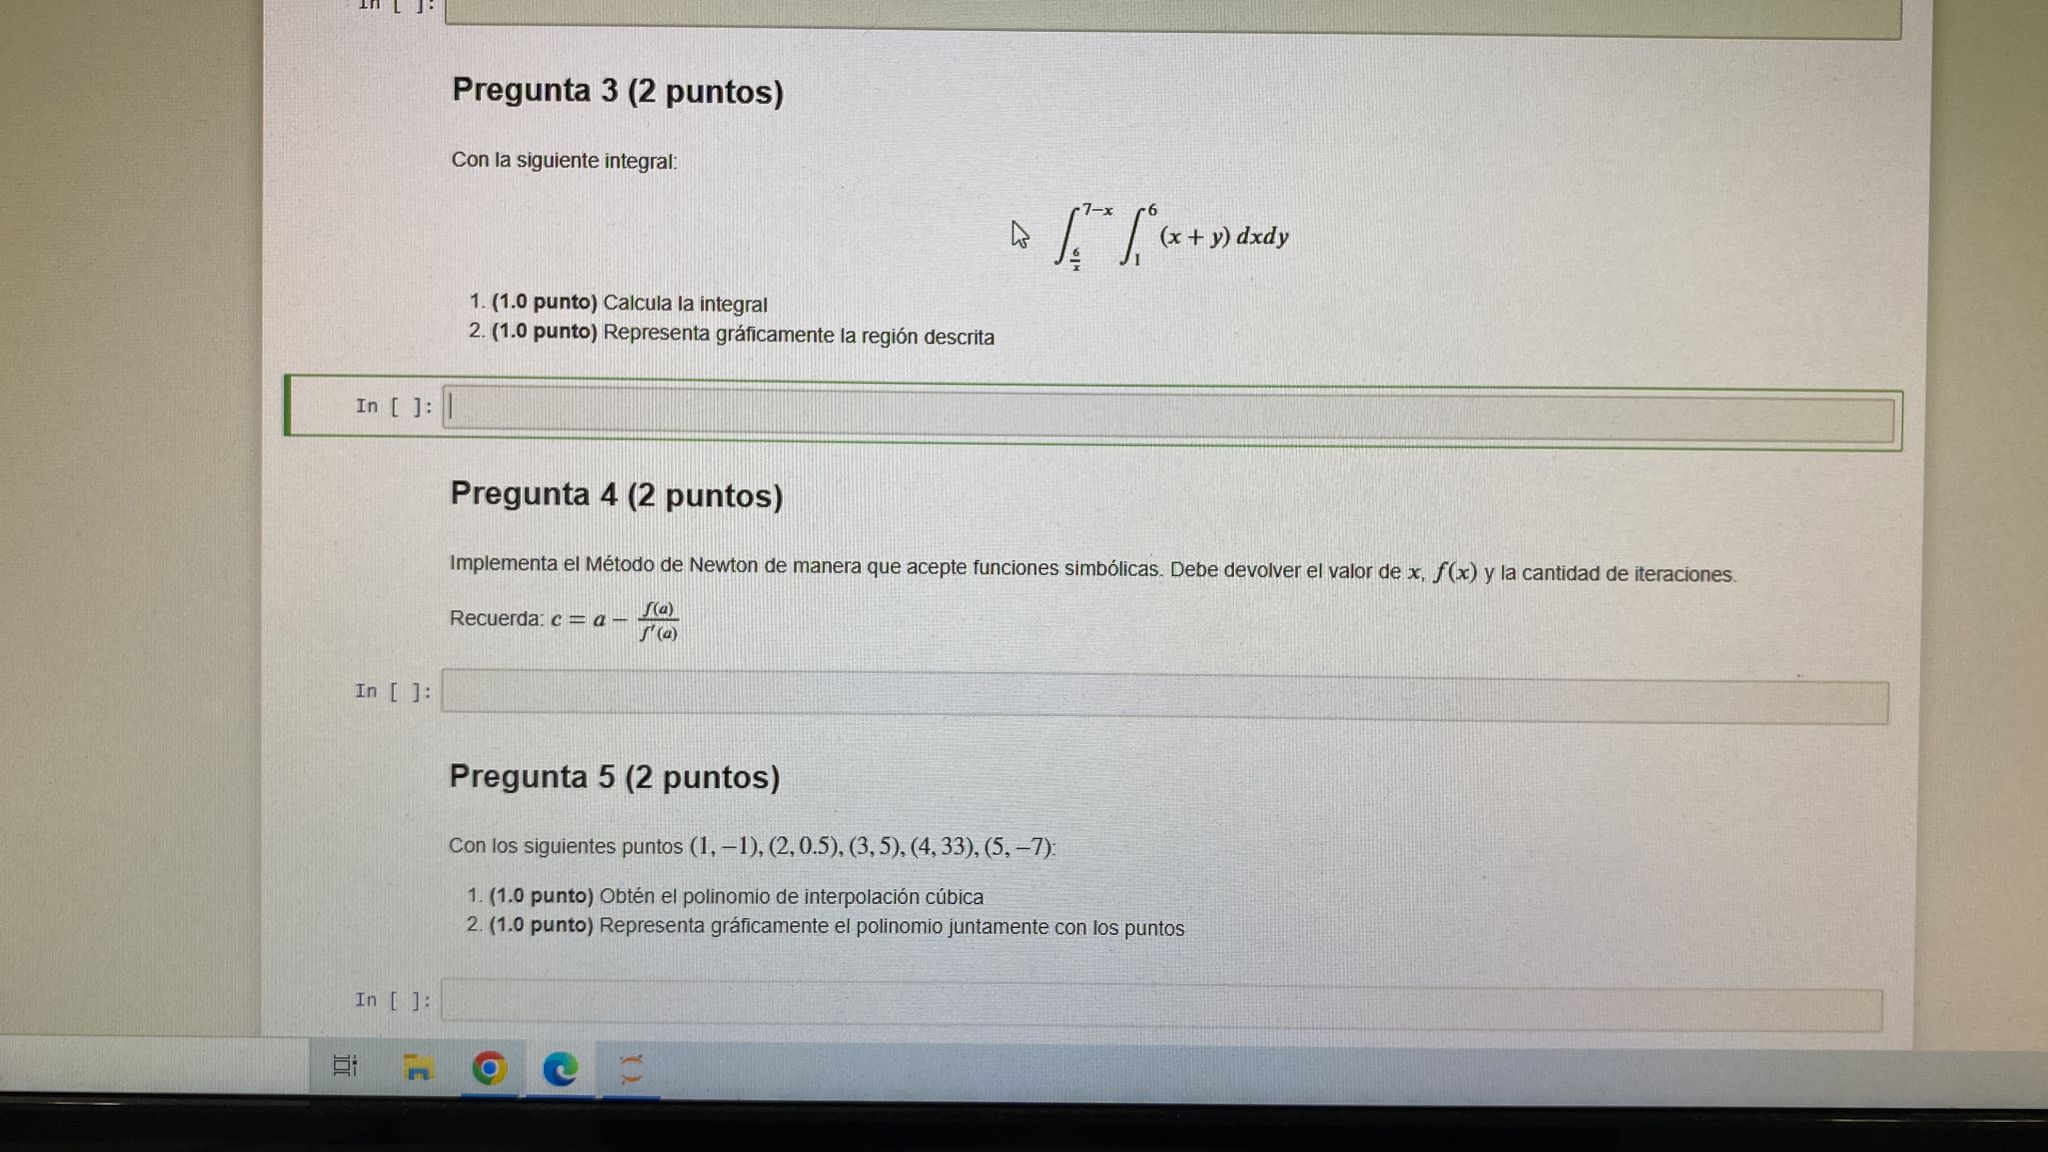 In [ ]:
Pregunta 3 (2 puntos)
Con la siguiente integral:
∫_{6/x}^{7−x} ∫_1^6 (x + y) dxdy
1. (1.0 punto) Calcula la integral
2. (1.0 punto) Representa gráficamente la región descrita
In [ ]:
Pregunta 4 (2 puntos)
Implementa el Método de Newton de manera que acepte funciones simbólicas. Debe devolver el valor de x, f(x) y la cantidad de iteraciones.
Recuerda: c = a − f(a)/f′(a)
In [ ]:
Pregunta 5 (2 puntos)
Con los siguientes puntos (1, −1), (2, 0.5), (3, 5), (4, 33), (5, −7):
1. (1.0 punto) Obtén el polinomio de interpolación cúbica
2. (1.0 punto) Representa gráficamente el polinomio juntamente con los puntos
In [ ]: